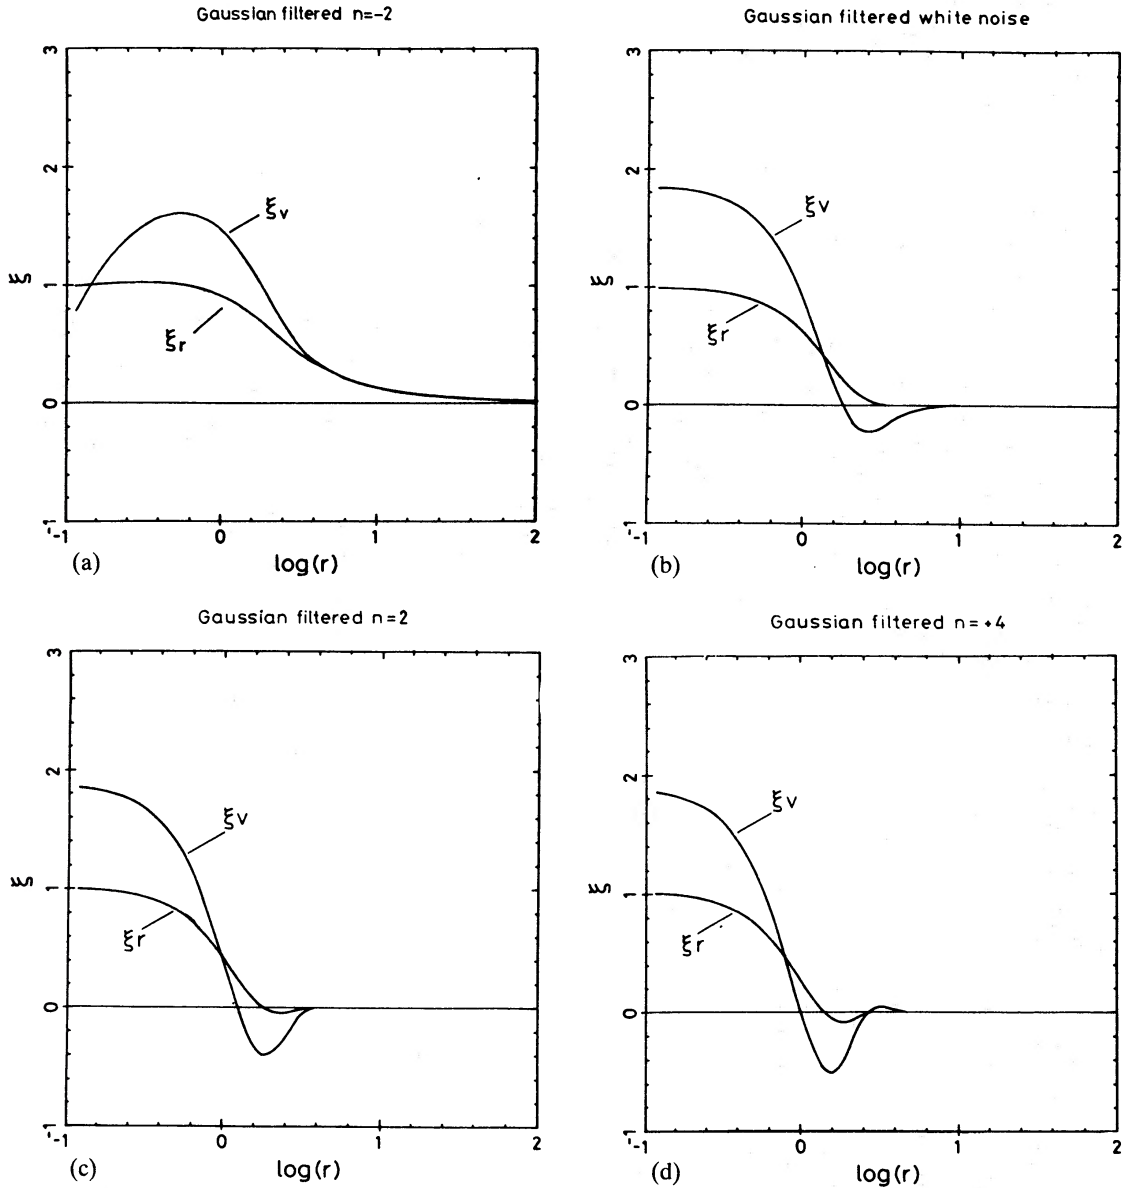 Gaussian filtered n=-2
3
2
1
0
-1
ξ
ξv
ξr
-1 0 1 2
(a) log(r)
Gaussian filtered white noise
3
2
1
0
-1
ξ
ξv
ξr
-1 0 1 2
(b) log(r)
Gaussian filtered n=2
3
2
1
0
-1
ξ
ξv
ξr
-1 0 1 2
(c) log(r)
Gaussian filtered n=+4
3
2
1
0
-1
ξ
ξv
ξr
-1 0 1 2
(d) log(r)